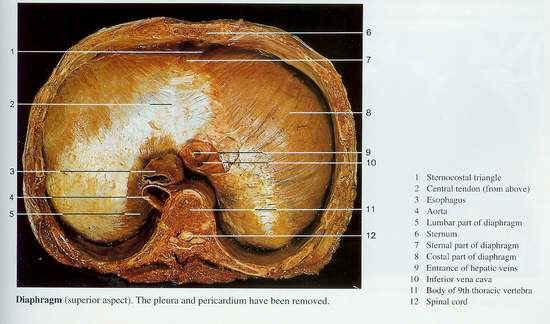 6
1
7
2
8
9
10
3
4
5
11
12
1 Sternocostal triangle
2 Central tendon (from above)
3 Esophagus
4 Aorta
5 Lumbar part of diaphragm
6 Sternum
7 Sternal part of diaphragm
8 Costal part of diaphragm
9 Entrance of hepatic veins
10 Inferior vena cava
11 Body of 9th thoracic vertebra
12 Spinal cord
Diaphragm (superior aspect). The pleura and pericardium have been removed.